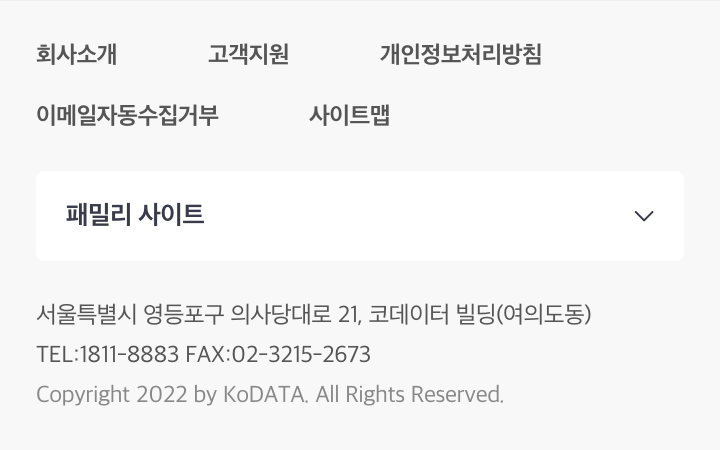 회사소개 고객지원 개인정보처리방침
이메일자동수집거부 사이트맵
패밀리 사이트
서울특별시 영등포구 의사당대로 21, 코데이터 빌딩(여의도동)
TEL:1811-8883 FAX:02-3215-2673
Copyright 2022 by KoDATA. All Rights Reserved.